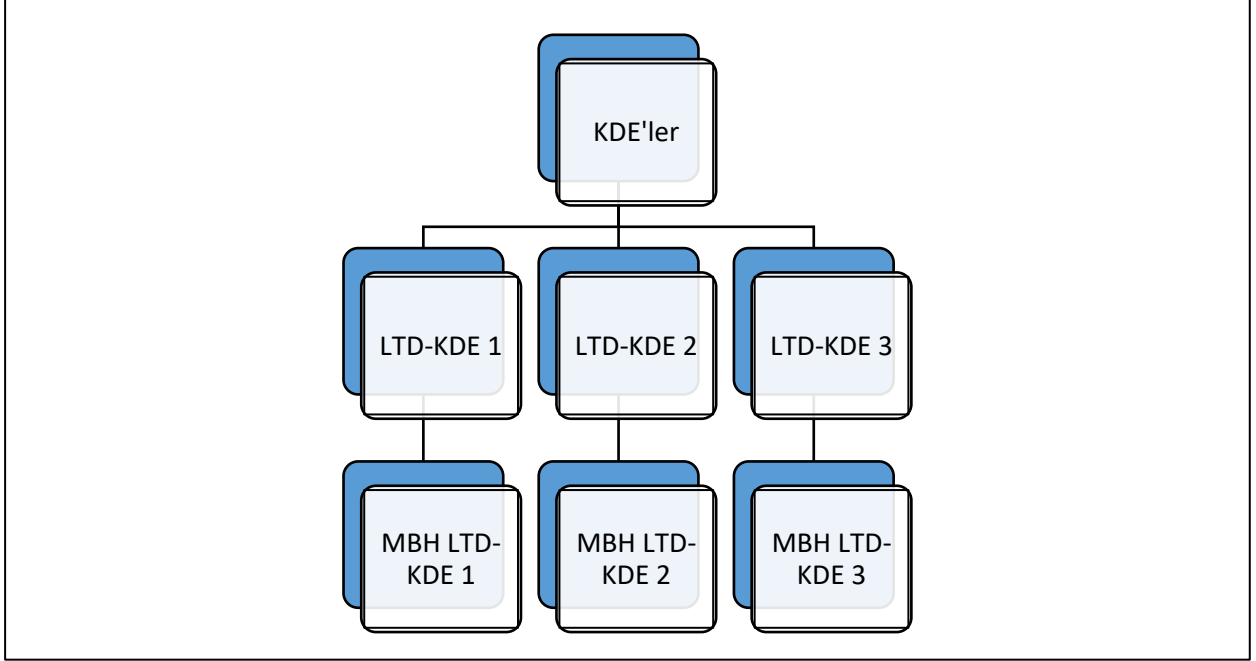 KDE'ler
LTD-KDE 1
LTD-KDE 2
LTD-KDE 3
MBH LTD-
KDE 1
MBH LTD-
KDE 2
MBH LTD-
KDE 3